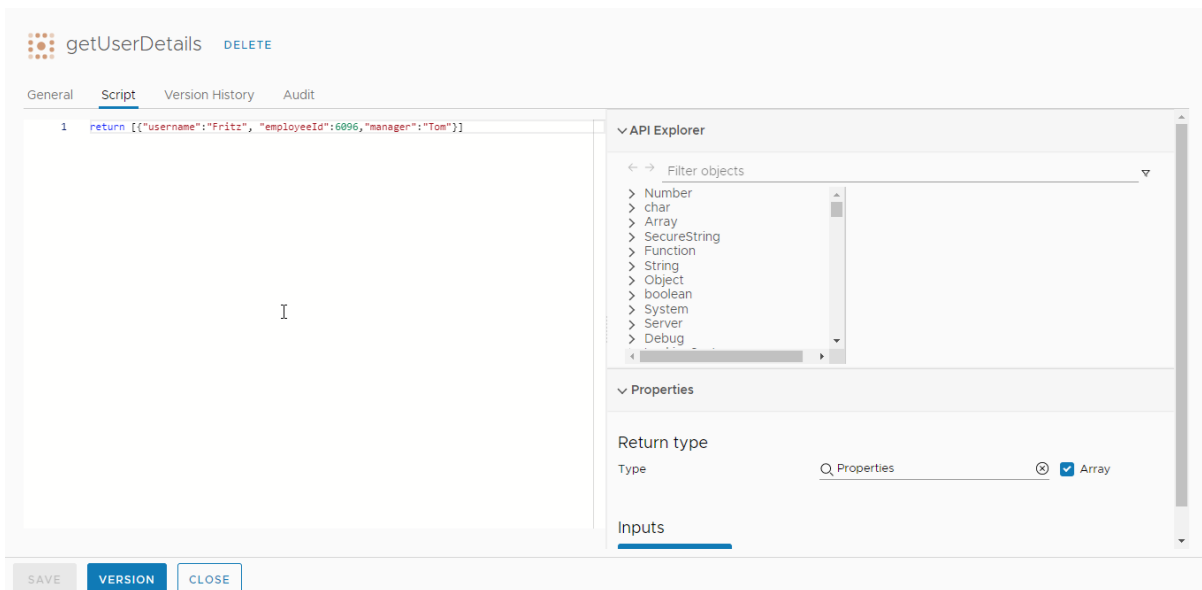 getUserDetails DELETE
General Script Version History Audit
1 return [{"username":"Fritz", "employeeId":6096,"manager":"Tom"}]
API Explorer
Filter objects
Number
char
Array
SecureString
Function
String
Object
boolean
System
Server
Debug
Properties
Return type
Type Properties Array
Inputs
SAVE VERSION CLOSE